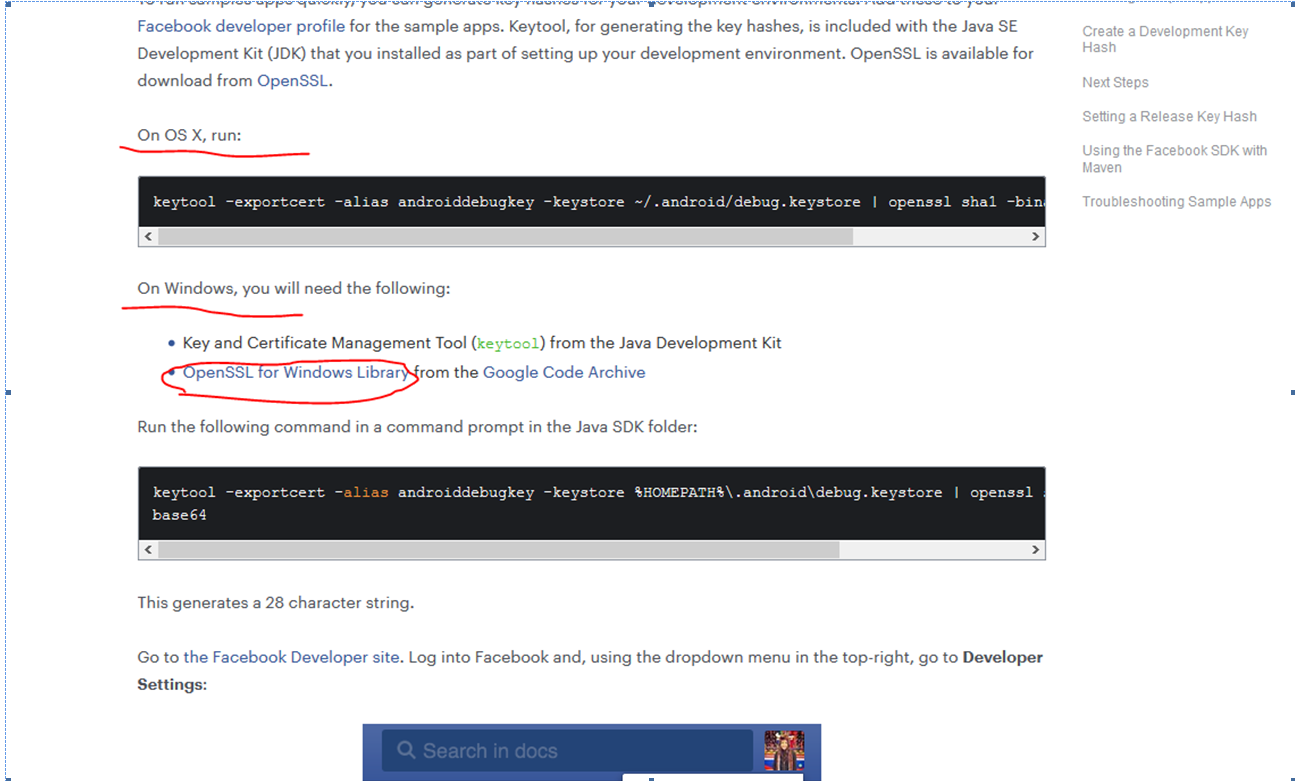 Facebook developer profile for the sample apps. Keytool, for generating the key hashes, is included with the Java SE
Development Kit (JDK) that you installed as part of setting up your development environment. OpenSSL is available for
download from OpenSSL.
On OS X, run:
keytool -exportcert -alias androiddebugkey -keystore ~/.android/debug.keystore | openssl sha1 -bina
On Windows, you will need the following:
• Key and Certificate Management Tool (keytool) from the Java Development Kit
• OpenSSL for Windows Library from the Google Code Archive
Run the following command in a command prompt in the Java SDK folder:
keytool -exportcert -alias androiddebugkey -keystore %HOMEPATH%\.android\debug.keystore | openssl
base64
This generates a 28 character string.
Go to the Facebook Developer site. Log into Facebook and, using the dropdown menu in the top-right, go to Developer
Settings:
Search in docs
Create a Development Key
Hash
Next Steps
Setting a Release Key Hash
Using the Facebook SDK with
Maven
Troubleshooting Sample Apps